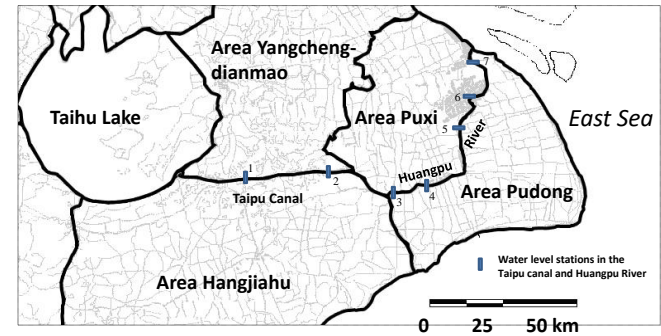 Area Yangcheng-
dianmao
7
Taihu Lake
Area Puxi
6
East Sea
5
River
1
2
Huangpu
Taipu Canal
3
4
Area Pudong
Area Hangjiahu
Water level stations in the
Taipu canal and Huangpu River
0 25 50 km